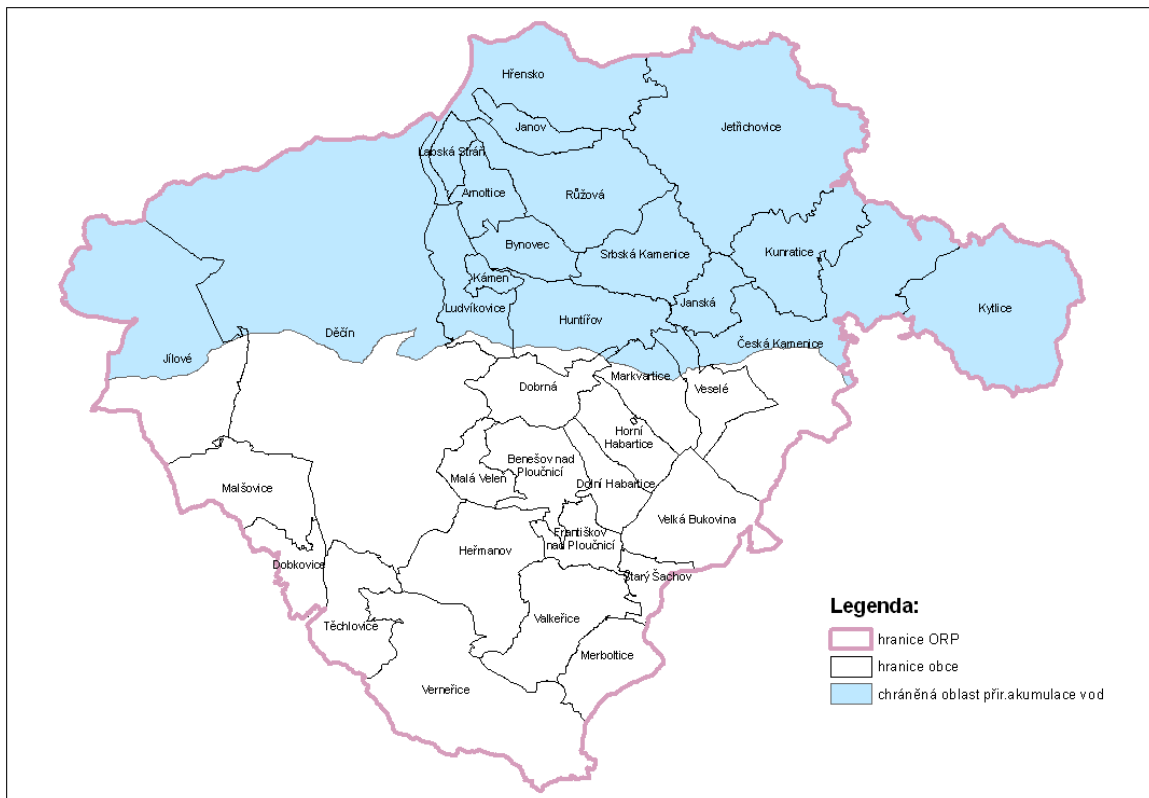 Hřensko
Janov
Jetřichovice
Labská Stráň
Arnoltice
Růžová
Bynovec
Srbská Kamenice
Kunratice
Kámen
Ludvíkovice
Huntířov
Janská
Kytlice
Děčín
Jílové
Česká Kamenice
Markvartice
Dobrná
Veselé
Horní
Habartice
Benešov nad
Ploučnicí
Malá Veleň
Dolní Habartice
Malšovice
Velká Bukovina
Františkov
nad Ploučnicí
Heřmanov
Dobkovice
Starý Šachov
Těchlovice
Valkeřice
Merboltice
Verneřice
Legenda:
hranice ORP
hranice obce
chráněná oblast přir.akumulace vod